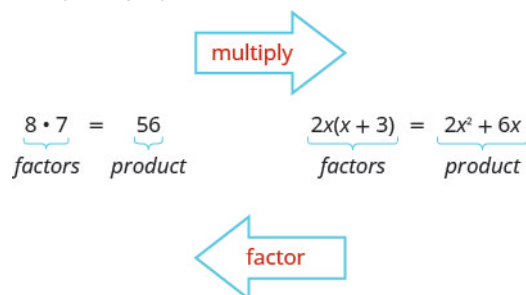 multiply
8 • 7 = 56 2x(x + 3) = 2x² + 6x
factors product factors product
factor